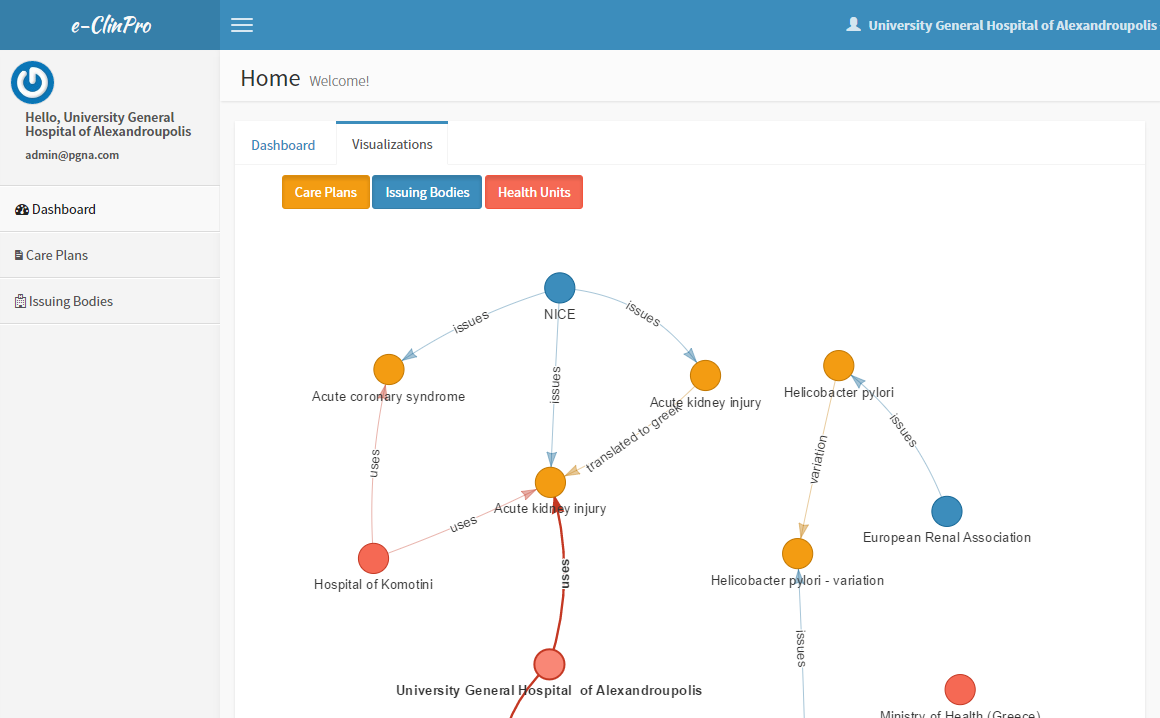 e-ClinPro
University General Hospital of Alexandroupolis
Hello, University General
Hospital of Alexandroupolis
admin@pgna.com
Dashboard
Care Plans
Issuing Bodies
Home Welcome!
Dashboard Visualizations
Care Plans Issuing Bodies Health Units
NICE
issues
issues
issues
Acute coronary syndrome
Acute kidney injury
Helicobacter pylori
translated to greek
issues
variation
uses
Acute kidney injury
uses
European Renal Association
Hospital of Komotini
Helicobacter pylori - variation
uses
issues
University General Hospital of Alexandroupolis
Ministry of Health (Greece)